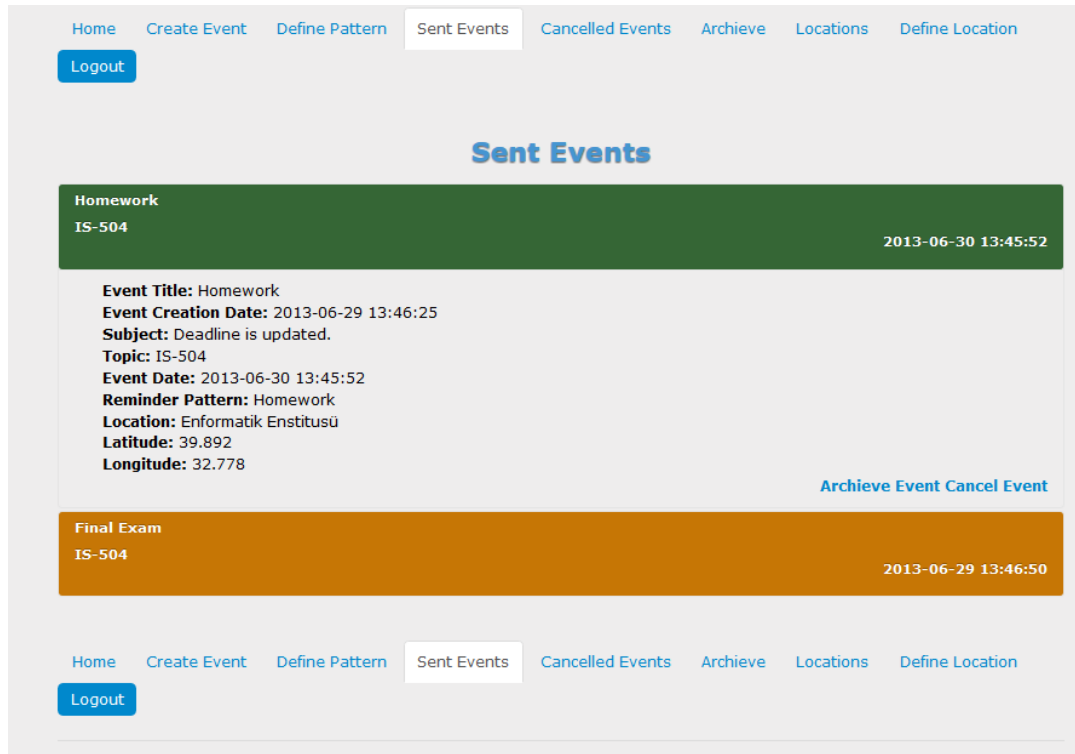 Home Create Event Define Pattern Sent Events Cancelled Events Archieve Locations Define Location
Logout
Sent Events
Homework
IS-504
2013-06-30 13:45:52
Event Title: Homework
Event Creation Date: 2013-06-29 13:46:25
Subject: Deadline is updated.
Topic: IS-504
Event Date: 2013-06-30 13:45:52
Reminder Pattern: Homework
Location: Enformatik Enstitusü
Latitude: 39.892
Longitude: 32.778
Archieve Event Cancel Event
Final Exam
IS-504
2013-06-29 13:46:50
Home Create Event Define Pattern Sent Events Cancelled Events Archieve Locations Define Location
Logout